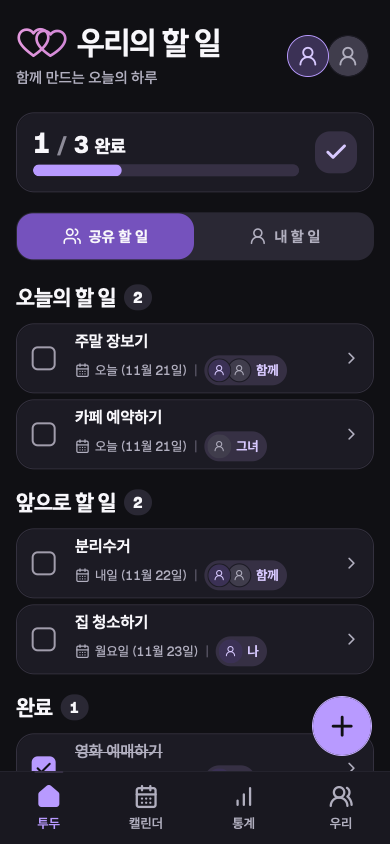 우리의 할 일
함께 만드는 오늘의 하루
1 / 3 완료
공유 할 일
내 할 일
오늘의 할 일 2
주말 장보기
오늘 (11월 21일) | 함께
카페 예약하기
오늘 (11월 21일) | 그녀
앞으로 할 일 2
분리수거
내일 (11월 22일) | 함께
집 청소하기
월요일 (11월 23일) | 나
완료 1
영화 예매하기
투두
캘린더
통계
우리